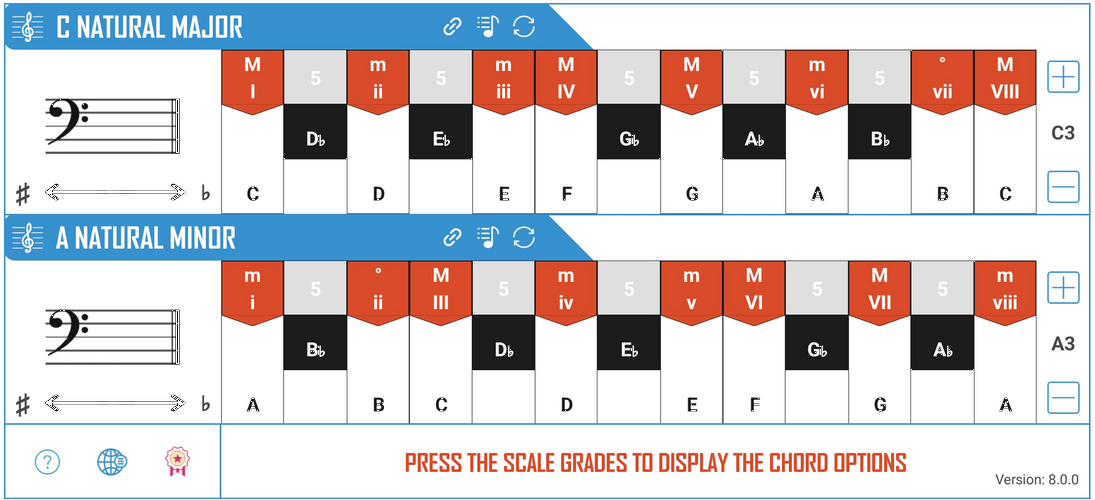 C NATURAL MAJOR
M 5 m 5 m M 5 M 5 m 5 ° M
I ii iii IV V vi vii VIII
D♭ E♭ G♭ A♭ B♭
C3
♯ ♭ C D E F G A B C
A NATURAL MINOR
m 5 ° M 5 m 5 m M 5 M 5 m
i ii III iv v VI VII viii
B♭ D♭ E♭ G♭ A♭
A3
♯ ♭ A B C D E F G A
?
PRESS THE SCALE GRADES TO DISPLAY THE CHORD OPTIONS
Version: 8.0.0